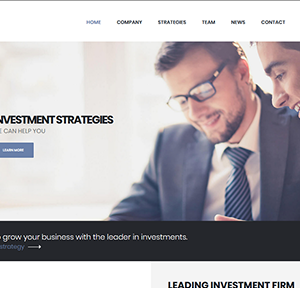 HOME COMPANY STRATEGIES TEAM NEWS CONTACT
INVESTMENT STRATEGIES
CAN HELP YOU
LEARN MORE
grow your business with the leader in investments.
strategy
LEADING INVESTMENT FIRM